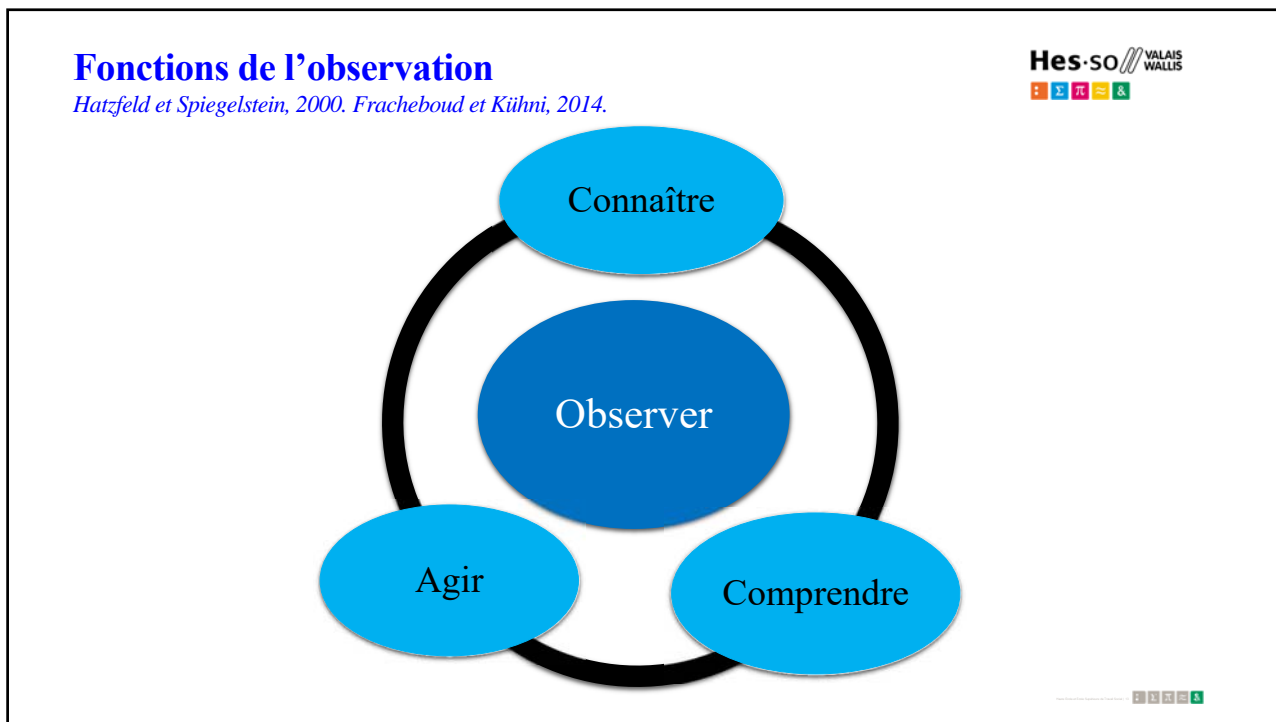 Fonctions de l’observation
Hatzfeld et Spiegelstein, 2000. Fracheboud et Kühni, 2014.
Hes·so // VALAIS
WALLIS
: Σ π ≈ &
Connaître
Observer
Agir
Comprendre
: Σ π ≈ &